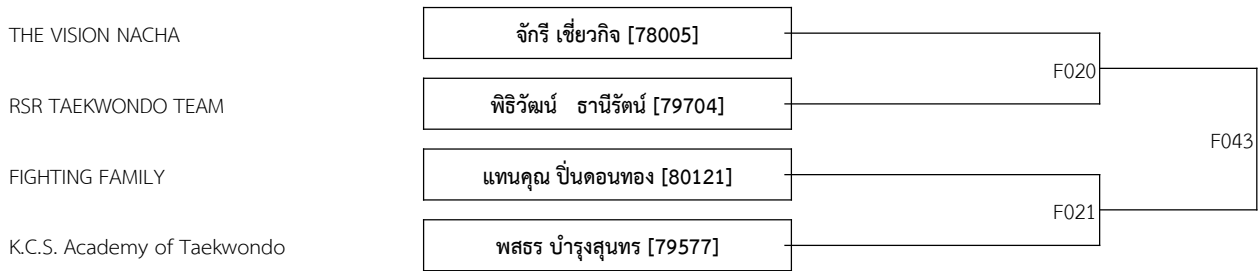 THE VISION NACHA
จักรี เชี่ยวกิจ [78005]
F020
RSR TAEKWONDO TEAM
พิธิวัฒน์ ธานีรัตน์ [79704]
F043
FIGHTING FAMILY
แทนคุณ ปิ่นดอนทอง [80121]
F021
K.C.S. Academy of Taekwondo
พสธร บำรุงสุนทร [79577]